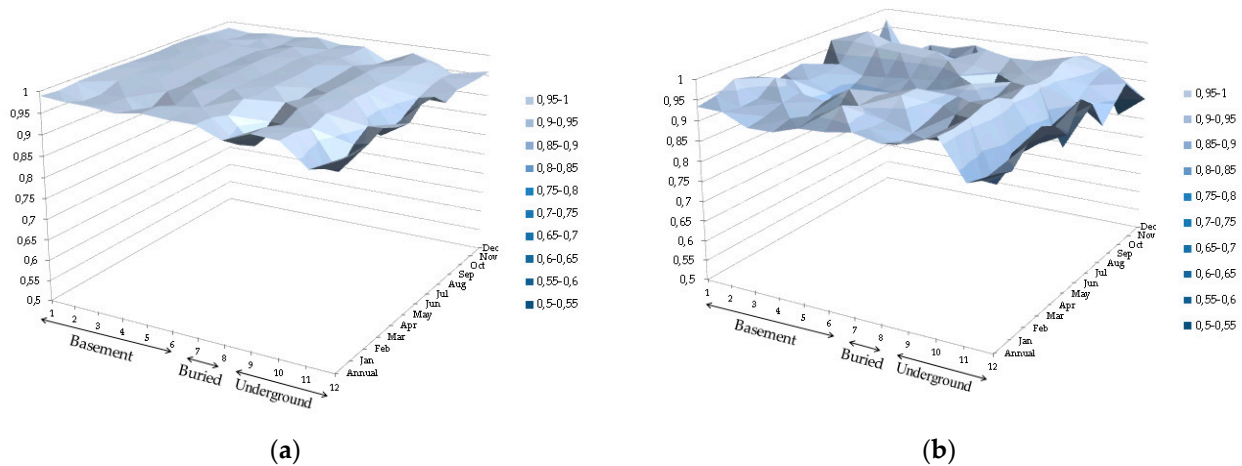 1
0,95
0,9
0,85
0,8
0,75
0,7
0,65
0,6
0,55
0,5
1 2 3 4 5 6 7 8 9 10 11 12
Basement
Buried
Underground
Annual
Jan
Feb
Mar
Apr
May
Jun
Jul
Aug
Sep
Oct
Nov
Dec
0,95-1
0,9-0,95
0,85-0,9
0,8-0,85
0,75-0,8
0,7-0,75
0,65-0,7
0,6-0,65
0,55-0,6
0,5-0,55
(a)
1
0,95
0,9
0,85
0,8
0,75
0,7
0,65
0,6
0,55
0,5
1 2 3 4 5 6 7 8 9 10 11 12
Basement
Buried
Underground
Annual
Jan
Feb
Mar
Apr
May
Jun
Jul
Aug
Sep
Oct
Nov
Dec
0,95-1
0,9-0,95
0,85-0,9
0,8-0,85
0,75-0,8
0,7-0,75
0,65-0,7
0,6-0,65
0,55-0,6
0,5-0,55
(b)